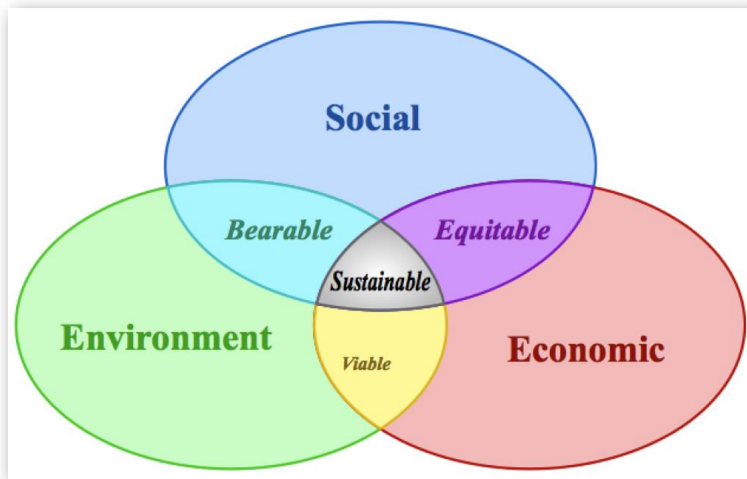 Social
Bearable
Equitable
Sustainable
Environment
Economic
Viable